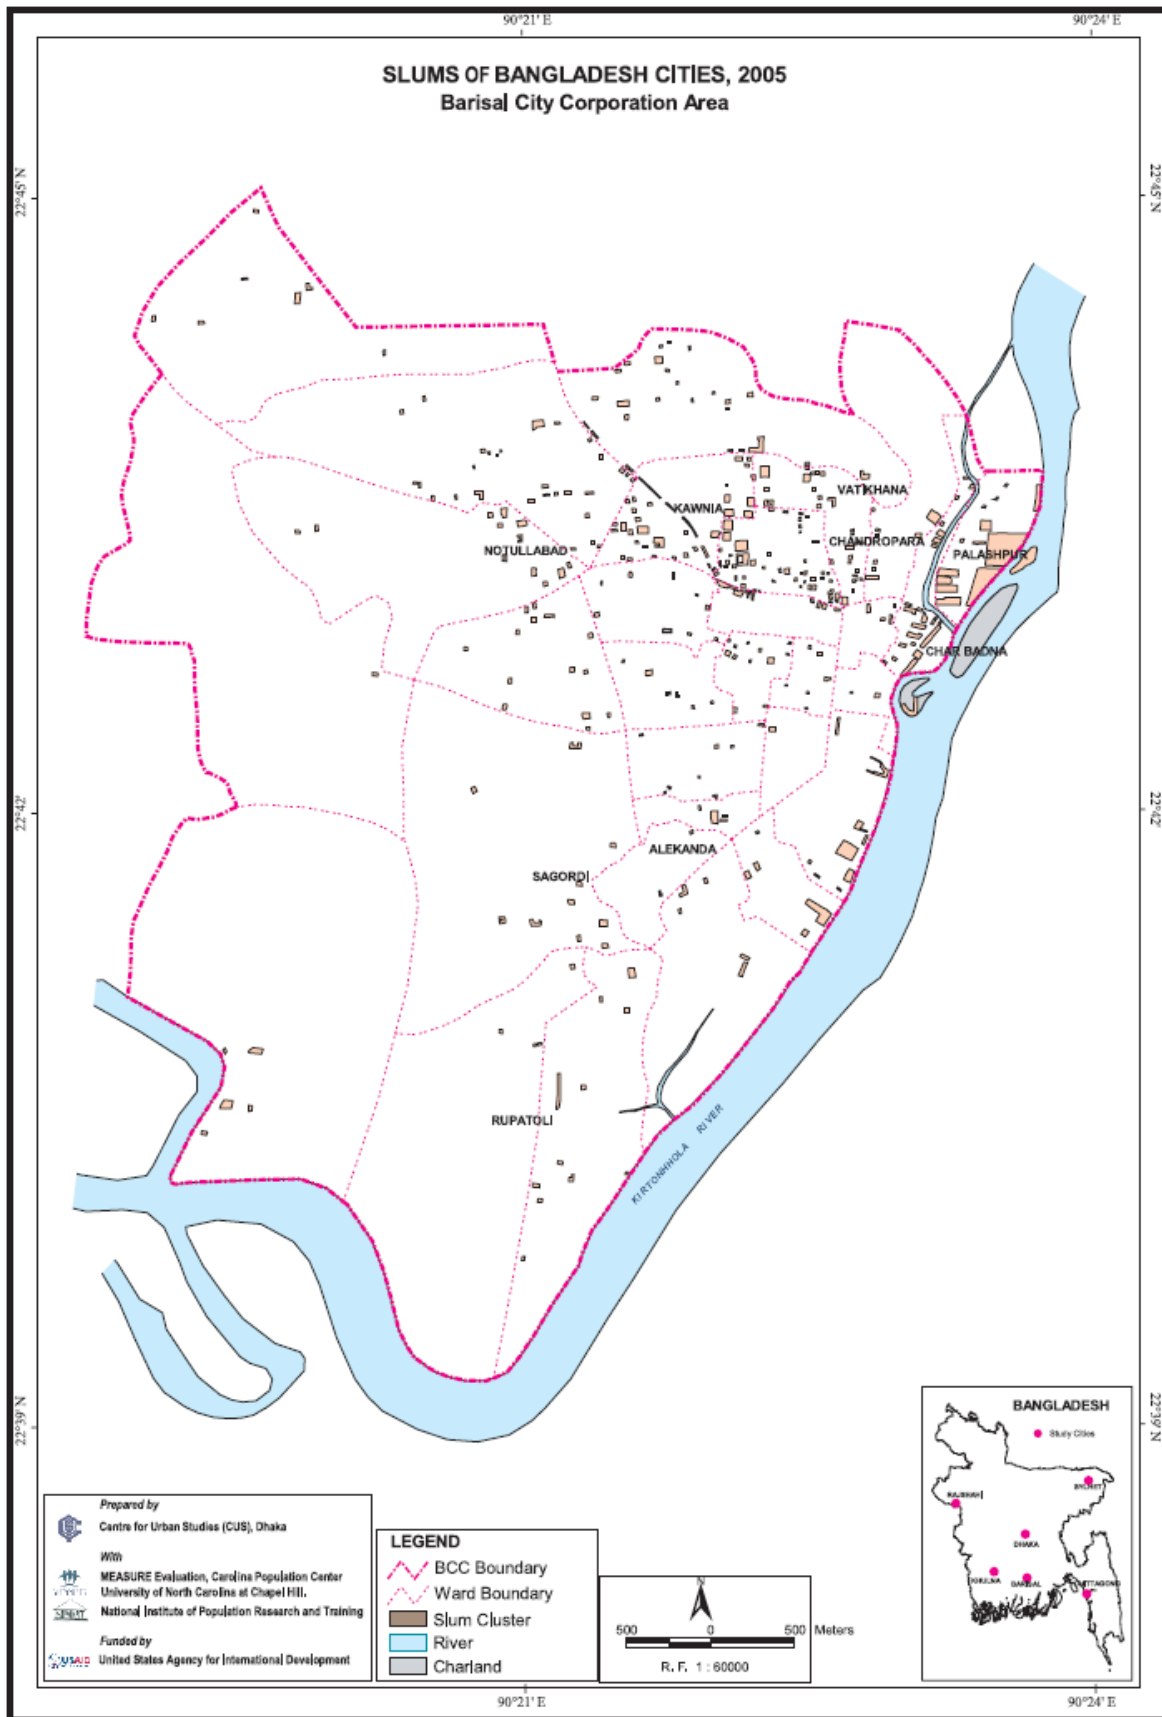 90°21' E
90°24' E
SLUMS OF BANGLADESH CITIES, 2005
Barisal City Corporation Area
22°45' N
22°45' N
VATIKHANA
KAWNIA
CHANDROPARA
NOTULLABAD
PALASHPUR
CHAR BADNA
22°42'
22°42'
ALEKANDA
SAGORDI
RUPATOLI
KIRTONHHOLA RIVER
22°39' N
22°39' N
BANGLADESH
Study Cities
RAJSHAHI
SYLHET
DHAKA
KHULNA
BARISAL
CHITTAGONG
Prepared by
Centre for Urban Studies (CUS), Dhaka
With
MEASURE Evaluation, Carolina Population Center
University of North Carolina at Chapel Hill.
National Institute of Population Research and Training
Funded by
USAID
United States Agency for International Development
LEGEND
BCC Boundary
Ward Boundary
Slum Cluster
River
Charland
N
500 0 500 Meters
R. F. 1 : 60000
90°21' E
90°24' E